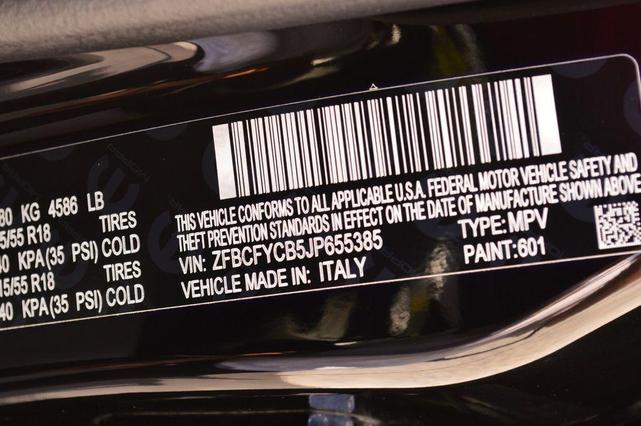 80 KG 4586 LB
5/55 R18 TIRES
40 KPA(35 PSI) COLD
15/55 R18 TIRES
40 KPA(35 PSI) COLD
THIS VEHICLE CONFORMS TO ALL APPLICABLE U.S.A. FEDERAL MOTOR VEHICLE SAFETY AND
THEFT PREVENTION STANDARDS IN EFFECT ON THE DATE OF MANUFACTURE SHOWN ABOVE
VIN: ZFBCFYCB5JP655385 TYPE: MPV
VEHICLE MADE IN: ITALY PAINT: 601